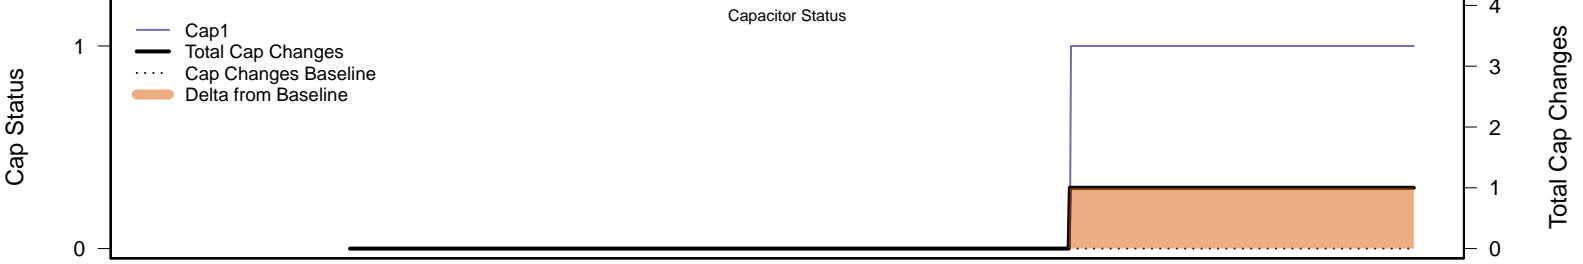 Capacitor Status
Cap1
Total Cap Changes
Cap Changes Baseline
Delta from Baseline
Cap Status
1
0
4
3
2
1
0
Total Cap Changes